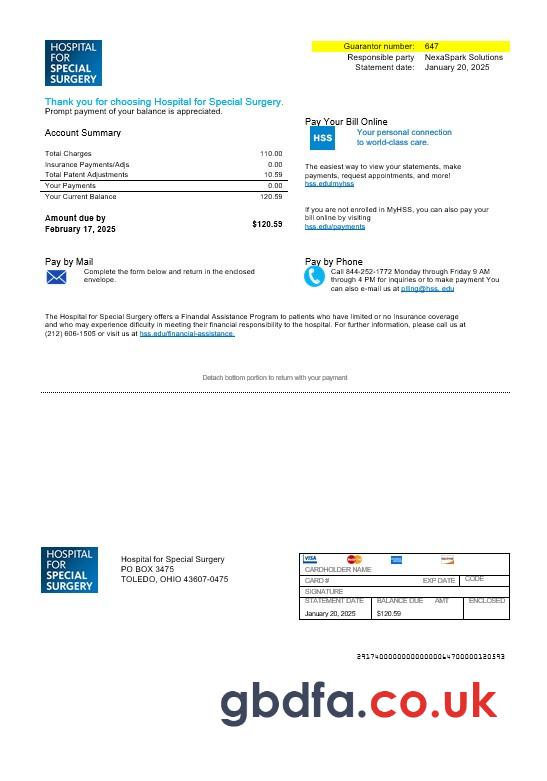 HOSPITAL
FOR
SPECIAL
SURGERY
Guarantor number: 647
Responsible party NexaSpark Solutions
Statement date: January 20, 2025
Thank you for choosing Hospital for Special Surgery.
Prompt payment of your balance is appreciated.
Account Summary
Total Charges 110.00
Insurance Payments/Adjs 0.00
Total Patent Adjustments 10.59
Your Payments 0.00
Your Current Balance 120.59
Amount due by
February 17, 2025 $120.59
Pay Your Bill Online
HSS
Your personal connection
to world-class care.
The easiest way to view your statements, make
payments, request appointments, and more!
hss.edu/myhss
If you are not enrolled in MyHSS, you can also pay your
bill online by visiting
hss.edu/payments
Pay by Mail
Complete the form below and return in the enclosed
envelope.
Pay by Phone
Call 844-252-1772 Monday through Friday 9 AM
through 4 PM for inquiries or to make payment You
can also e-mail us at plling@hss. edu
The Hospital for Special Surgery offers a Finandal Assistance Program to patients who have limited or no Insurance coverage
and who may experience dificulty in meeting their financial responsibility to the hospital. For further information, please call us at
(212) 606-1505 or visit us at hss.edu/financial-assistance.
Detach bottom portion to return with your payment
HOSPITAL
FOR
SPECIAL
SURGERY
Hospital for Special Surgery
PO BOX 3475
TOLEDO, OHIO 43607-0475
VISA
CARDHOLDER NAME
CARD # EXP DATE CODE
SIGNATURE
STATEMENT DATE BALANCE DUE AMT ENCLOSED
January 20, 2025 $120.59
gbdfa.co.uk